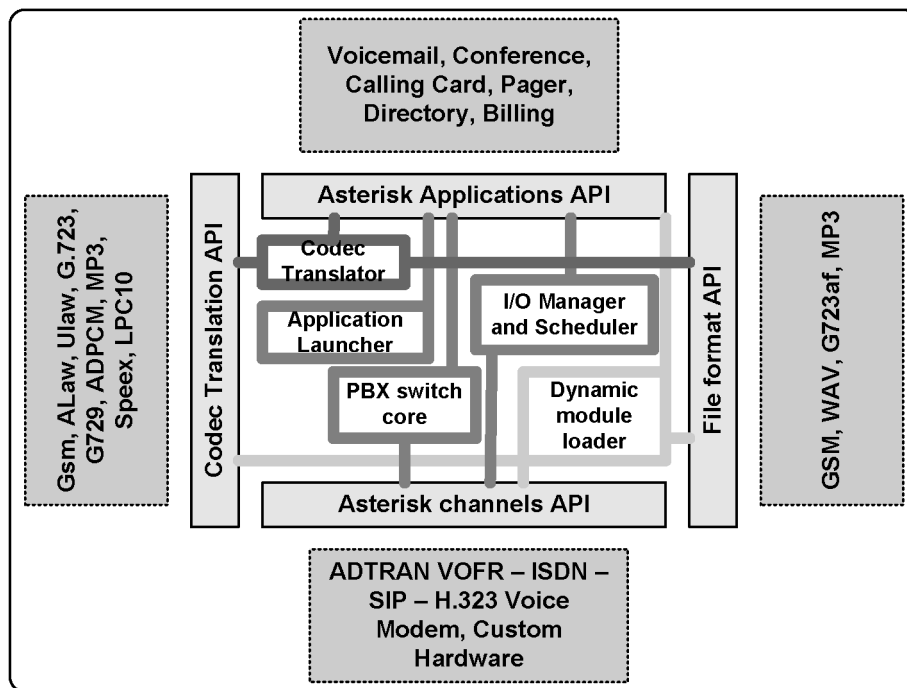 Voicemail, Conference,
Calling Card, Pager,
Directory, Billing
Asterisk Applications API
Gsm, ALaw, Ulaw, G.723,
G729, ADPCM, MP3,
Speex, LPC10
Codec Translation API
Codec
Translator
Application
Launcher
I/O Manager
and Scheduler
PBX switch
core
Dynamic
module
loader
File format API
GSM, WAV, G723af, MP3
Asterisk channels API
ADTRAN VOFR – ISDN –
SIP – H.323 Voice
Modem, Custom
Hardware